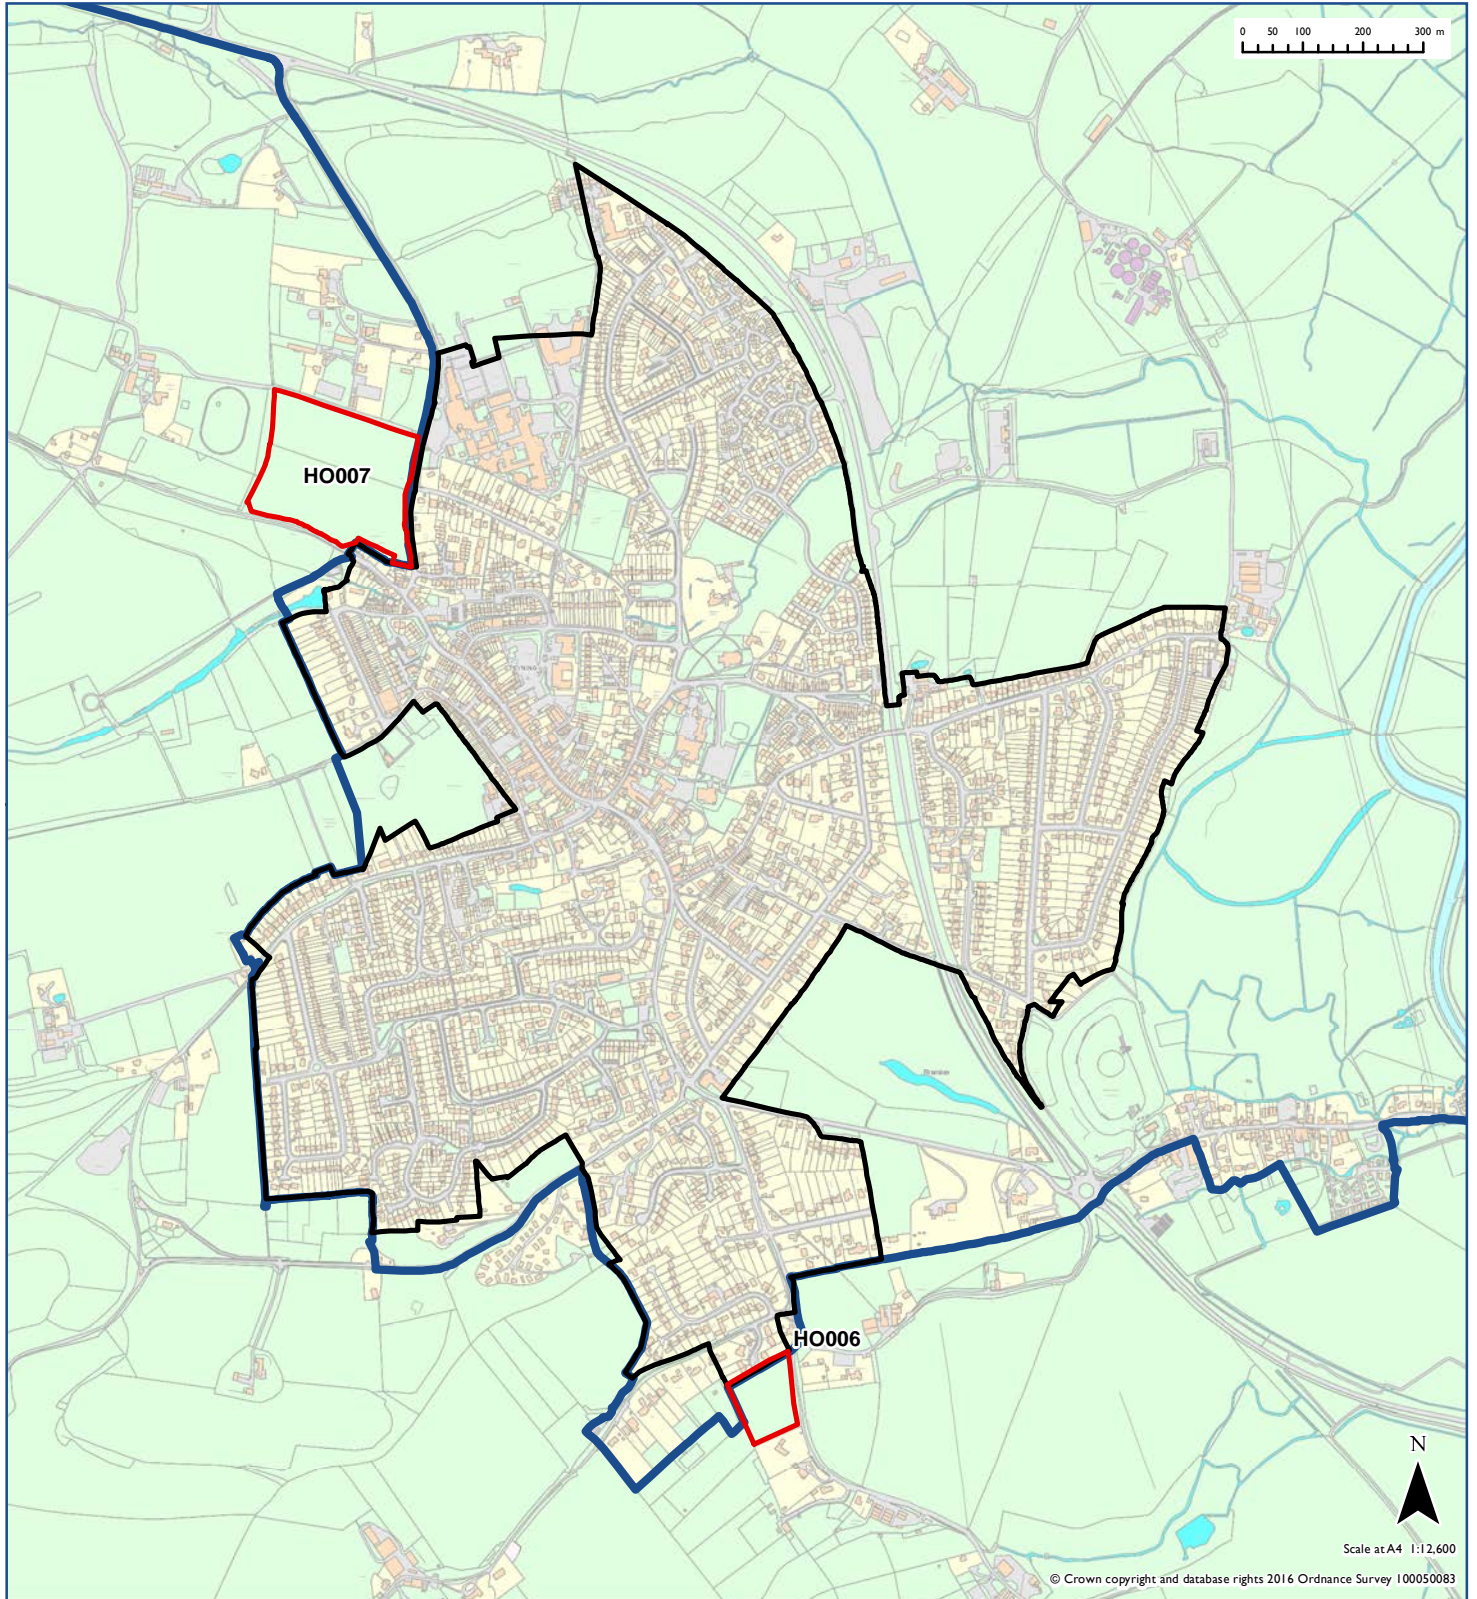 0 50 100 200 300 m
HO007
STEYNING
HO006
N
Scale at A4 1:12,600
© Crown copyright and database rights 2016 Ordnance Survey 100050083